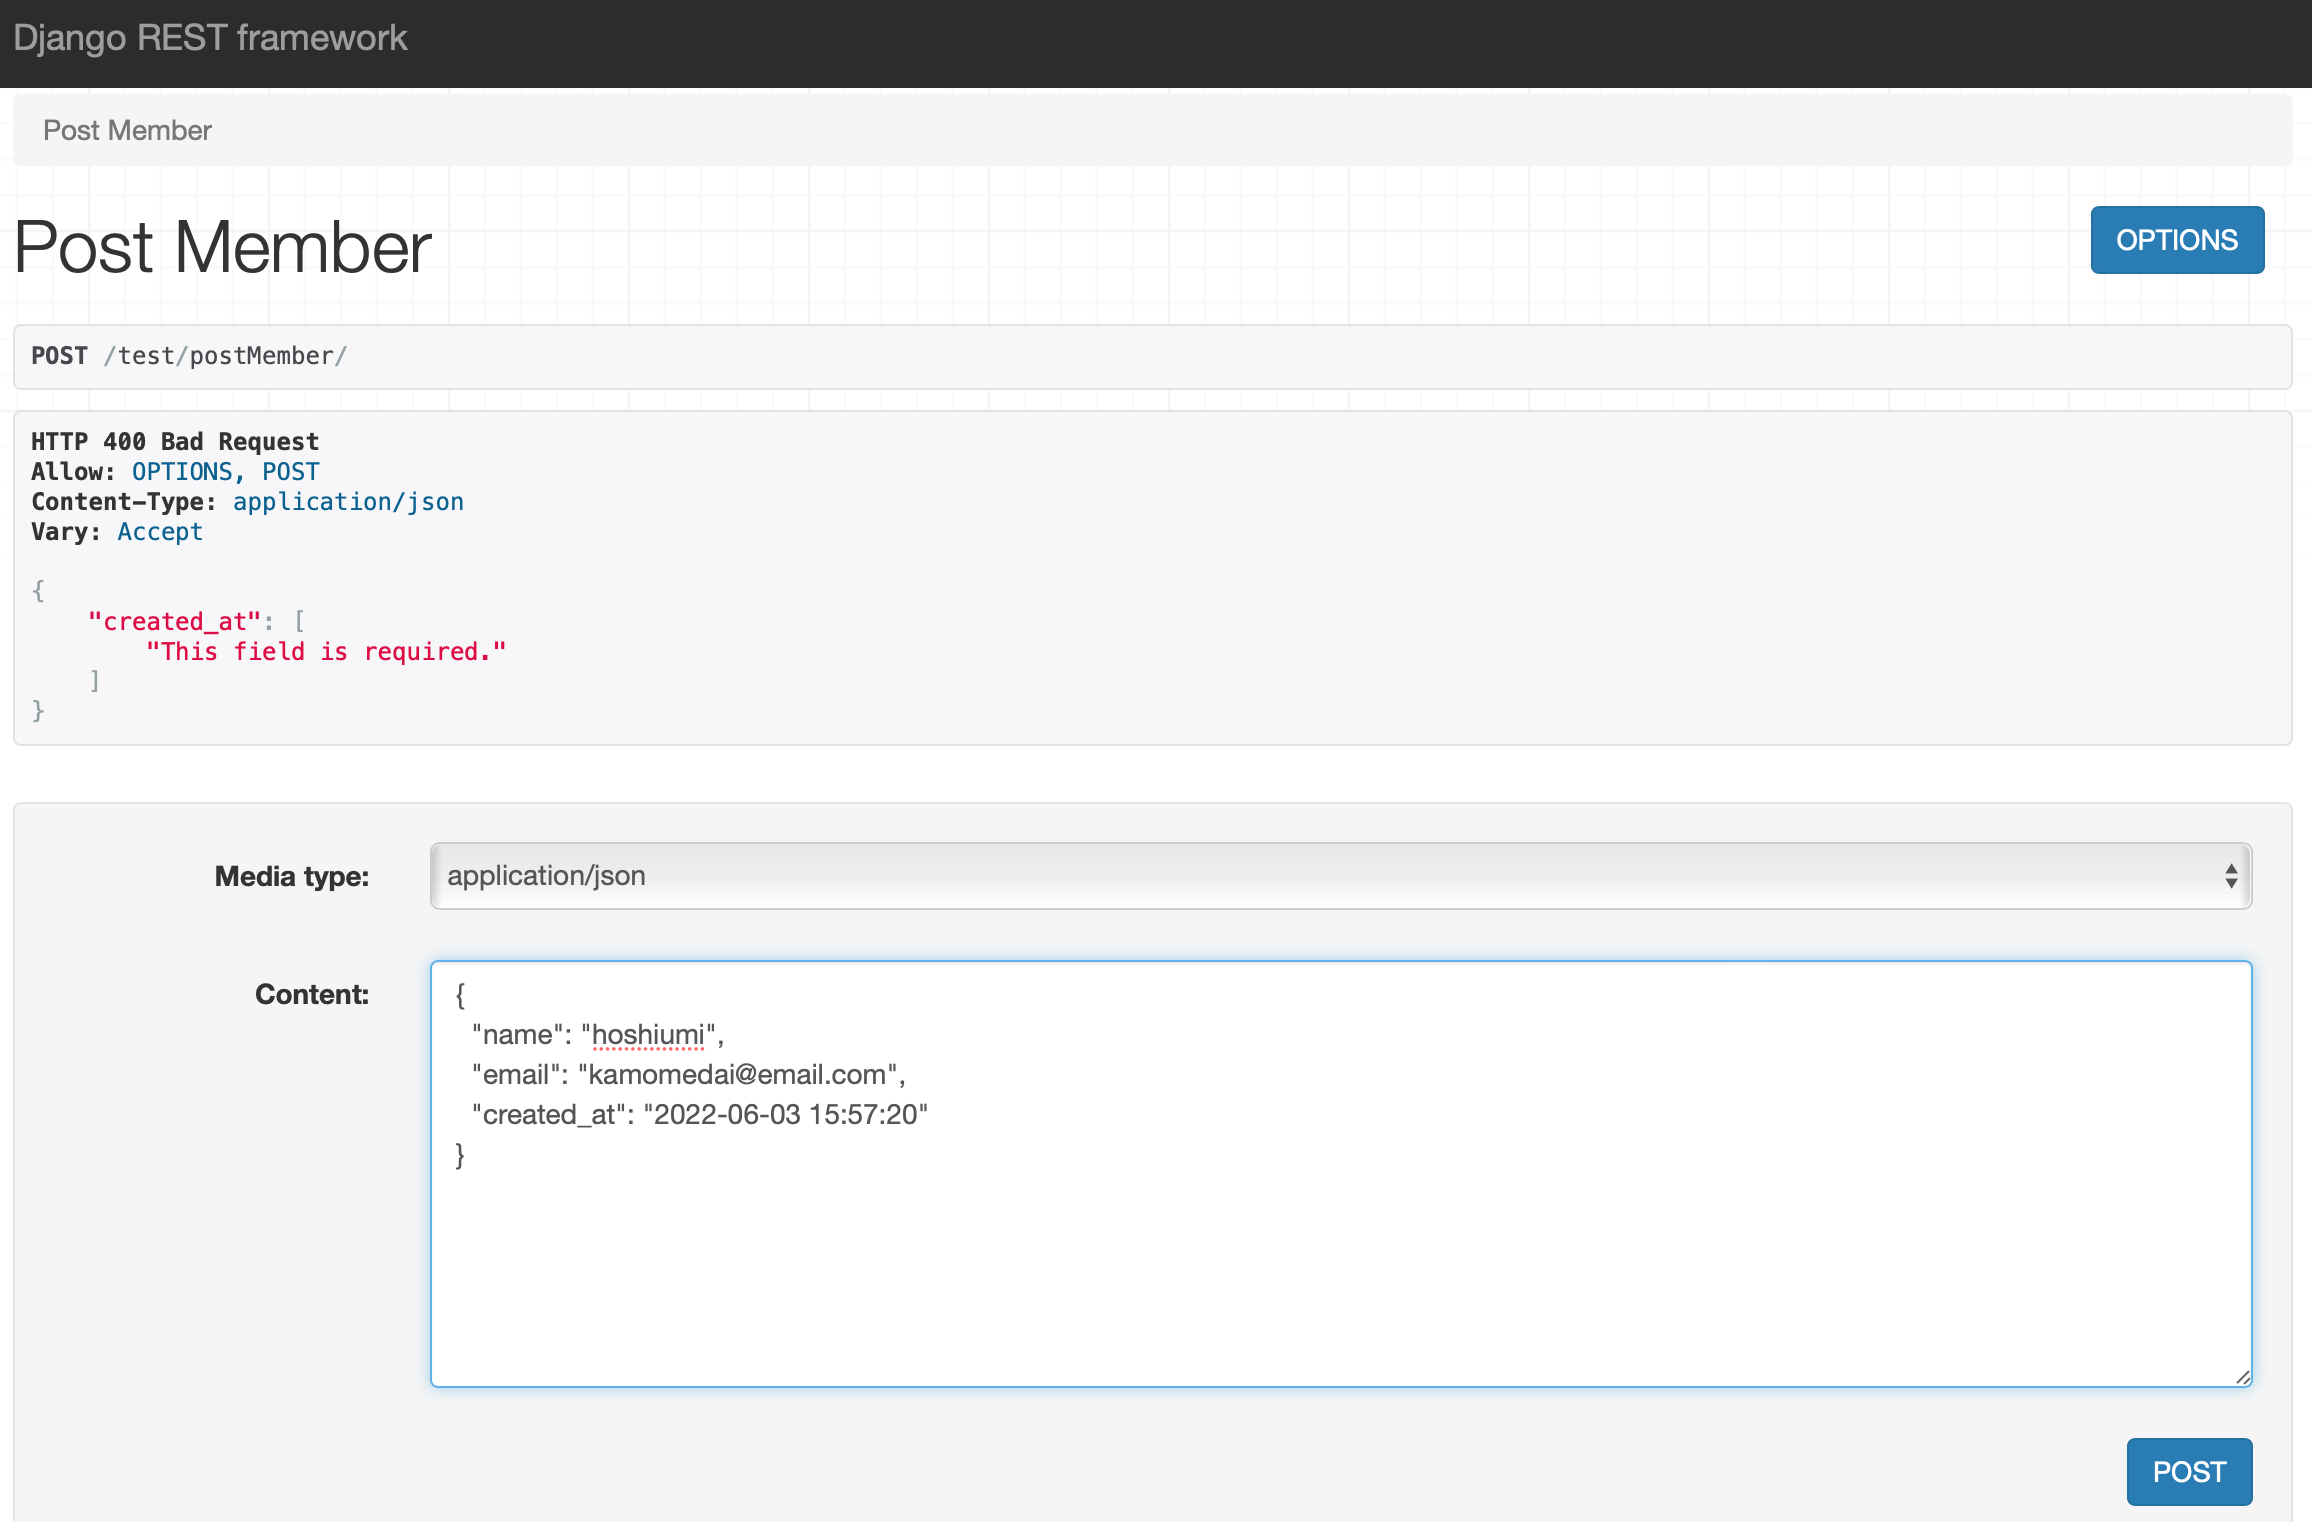 Django REST framework
Post Member
Post Member
OPTIONS
POST /test/postMember/
HTTP 400 Bad Request
Allow: OPTIONS, POST
Content-Type: application/json
Vary: Accept
{
    "created_at": [
        "This field is required."
    ]
}
Media type:
application/json
Content:
{
  "name": "hoshiumi",
  "email": "kamomedai@email.com",
  "created_at": "2022-06-03 15:57:20"
}
POST